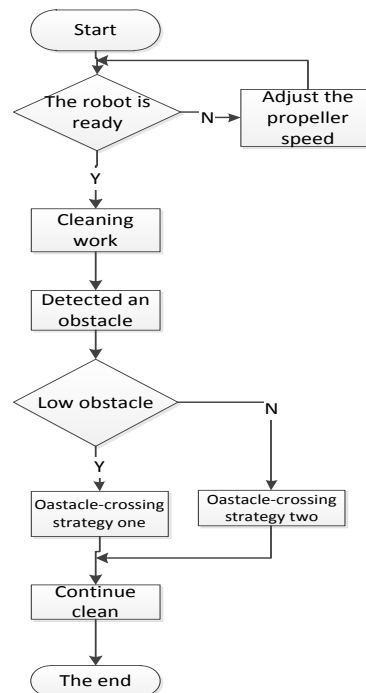 Start
The robot is
ready
N
Adjust the
propeller
speed
Y
Cleaning
work
Detected an
obstacle
Low obstacle
N
Y
Oastacle-crossing
strategy one
Oastacle-crossing
strategy two
Continue
clean
The end